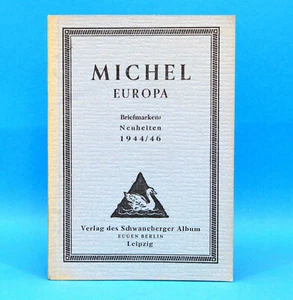 MICHEL
EUROPA
Briefmarken-
Neuheiten
1944/46
Verlag des Schwaneberger Album
EUGEN BERLIN
Leipzig